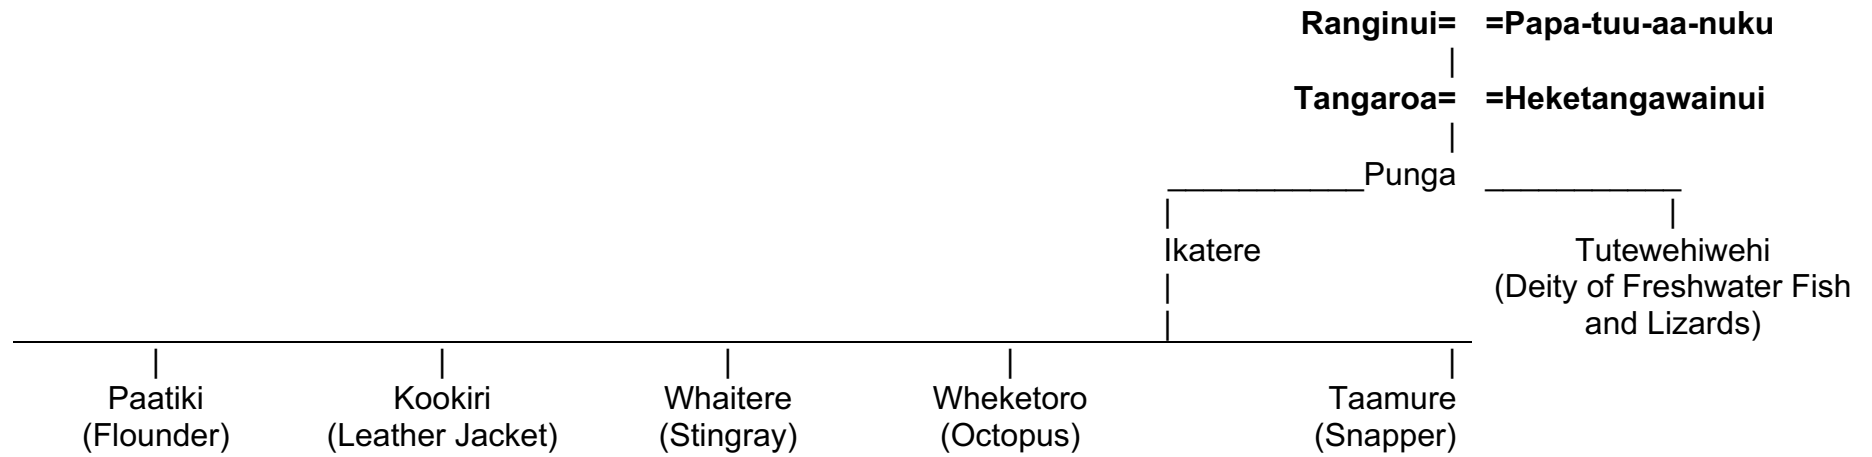 Ranginui= =Papa-tuu-aa-nuku
Tangaroa= =Heketangawainui
Punga
Ikatere Tutewehiwehi
(Deity of Freshwater Fish
and Lizards)
Paatiki Kookiri Whaitere Wheketoro Taamure
(Flounder) (Leather Jacket) (Stingray) (Octopus) (Snapper)